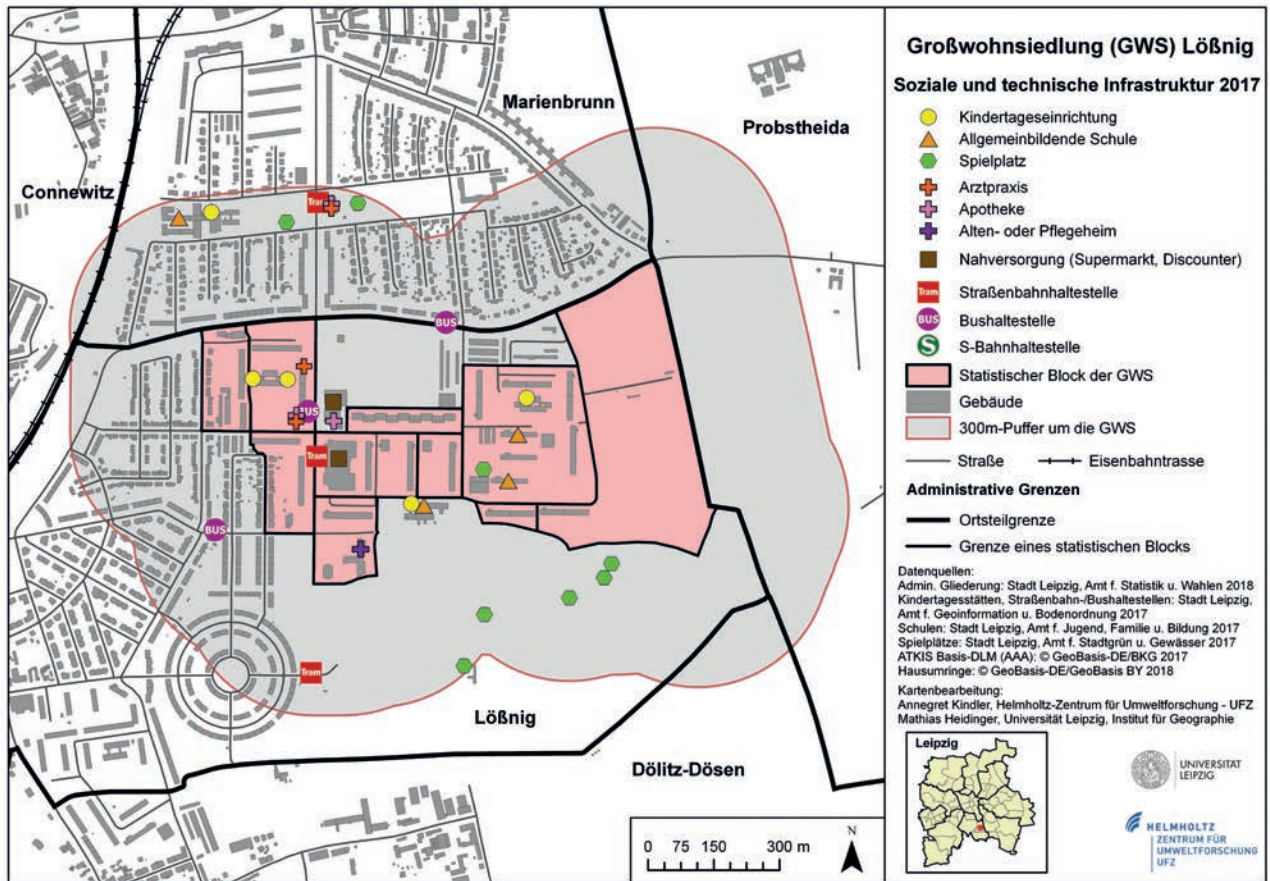 Großwohnsiedlung (GWS) Lößnig
Soziale und technische Infrastruktur 2017
Kindertageseinrichtung
Allgemeinbildende Schule
Spielplatz
Arztpraxis
Apotheke
Alten- oder Pflegeheim
Nahversorgung (Supermarkt, Discounter)
Tram Straßenbahnhaltestelle
BUS Bushaltestelle
S S-Bahnhaltestelle
Statistischer Block der GWS
Gebäude
300m-Puffer um die GWS
Straße Eisenbahntrasse
Administrative Grenzen
Ortsteilgrenze
Grenze eines statistischen Blocks
Datenquellen:
Admin. Gliederung: Stadt Leipzig, Amt f. Statistik u. Wahlen 2018
Kindertagesstätten, Straßenbahn-/Bushaltestellen: Stadt Leipzig,
Amt f. Geoinformation u. Bodenordnung 2017
Schulen: Stadt Leipzig, Amt f. Jugend, Familie u. Bildung 2017
Spielplätze: Stadt Leipzig, Amt f. Stadtgrün u. Gewässer 2017
ATKIS Basis-DLM (AAA): © GeoBasis-DE/BKG 2017
Hausumringe: © GeoBasis-DE/GeoBasis BY 2018
Kartenbearbeitung:
Annegret Kindler, Helmholtz-Zentrum für Umweltforschung - UFZ
Mathias Heidinger, Universität Leipzig, Institut für Geographie
Leipzig
UNIVERSITÄT
LEIPZIG
HELMHOLTZ
ZENTRUM FÜR
UMWELTFORSCHUNG
UFZ
Marienbrunn
Probstheida
Connewitz
Tram
BUS
BUS
Tram
BUS
Tram
Lößnig
Dölitz-Dösen
0 75 150 300 m
N